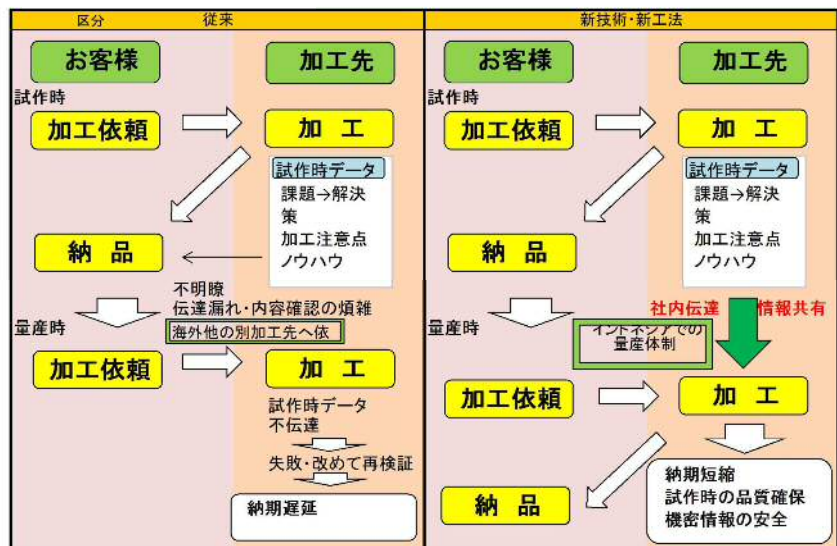 区分
従来
お客様
加工先
試作時
加工依頼
加 工
試作時データ
課題→解決
策
加工注意点
ノウハウ
納 品
不明瞭
伝達漏れ・内容確認の煩雑
量産時
海外他の別加工先へ依
加工依頼
加 工
試作時データ
不伝達
失敗・改めて再検証
納期遅延
新技術・新工法
お客様
加工先
試作時
加工依頼
加 工
試作時データ
課題→解決
策
加工注意点
ノウハウ
納 品
社内伝達
情報共有
量産時
インドネシアでの
量産体制
加工依頼
加 工
納期短縮
試作時の品質確保
機密情報の安全
納 品